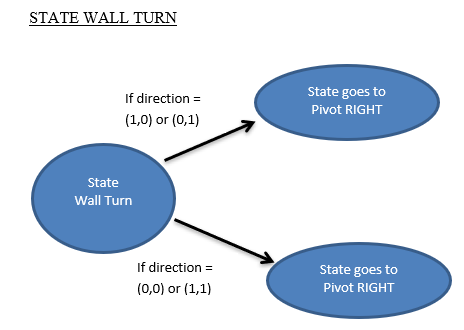 STATE WALL TURN
If direction =
(1,0) or (0,1)
State goes to
Pivot RIGHT
State
Wall Turn
If direction =
(0,0) or (1,1)
State goes to
Pivot RIGHT